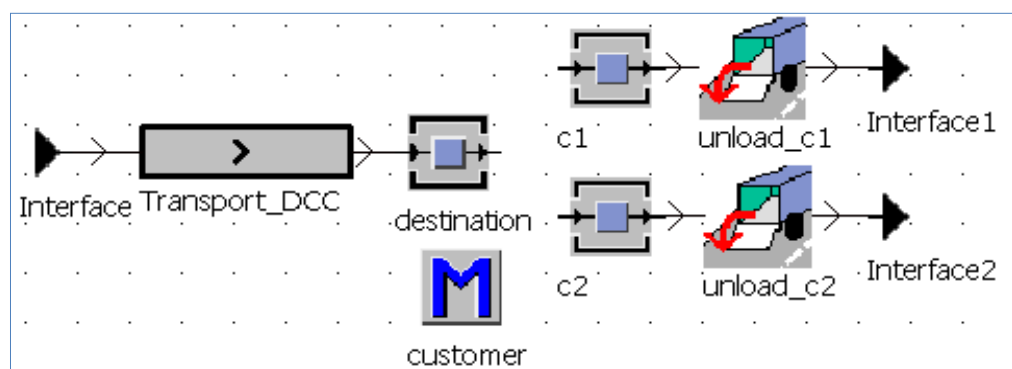 c1
unload_c1
Interface1
Interface
Transport_DCC
destination
c2
unload_c2
Interface2
M
customer